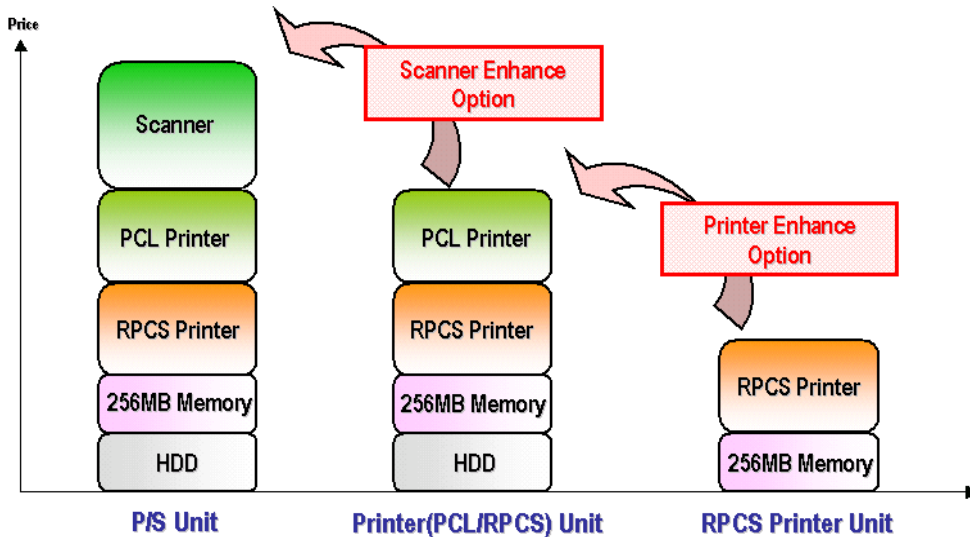 Price
Scanner Enhance
Option
Scanner
Printer Enhance
Option
PCL Printer
PCL Printer
RPCS Printer
RPCS Printer
RPCS Printer
256MB Memory
256MB Memory
256MB Memory
HDD
HDD
P/S Unit
Printer(PCL/RPCS) Unit
RPCS Printer Unit